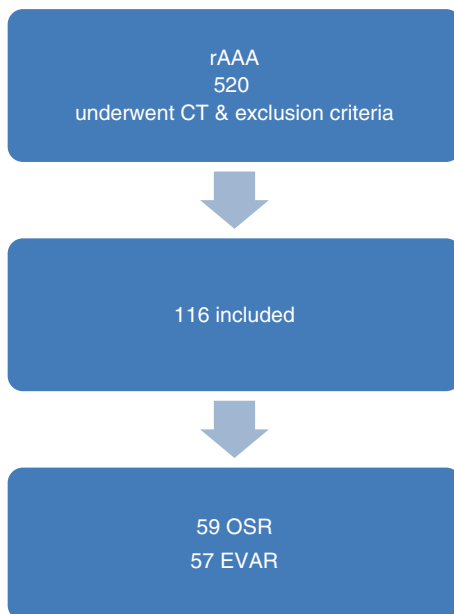 rAAA
520
underwent CT & exclusion criteria
116 included
59 OSR
57 EVAR